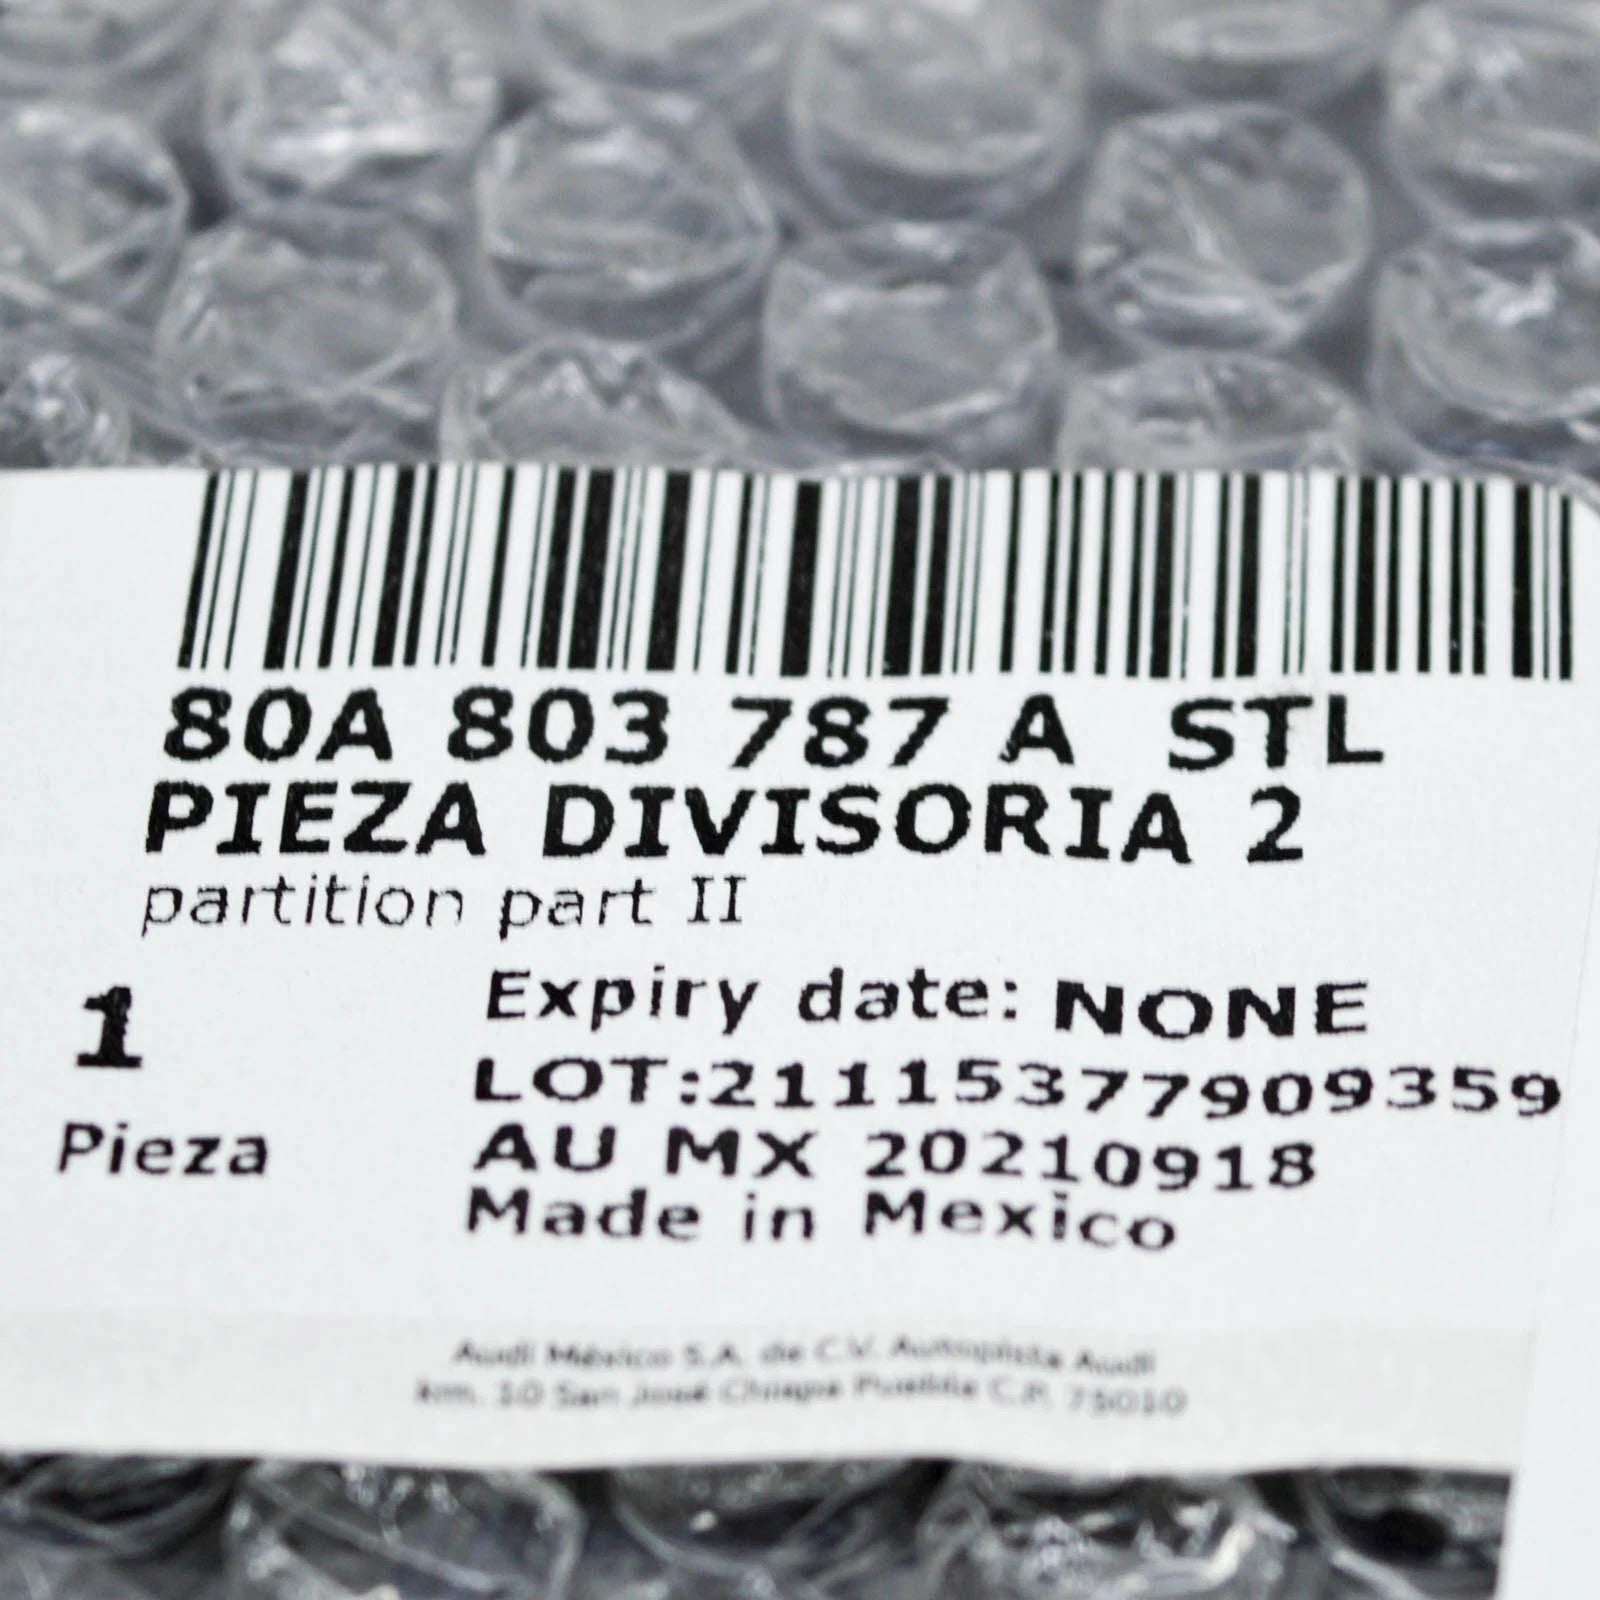 80A 803 787 A STL
PIEZA DIVISORIA 2
partition part II
1
Pieza
Expiry date: NONE
LOT:21115377909359
AU MX 20210918
Made in Mexico
Audi México S.A. de C.V. Autopista Audi
km. 10 San José Chiapa Puebla C.P. 75010